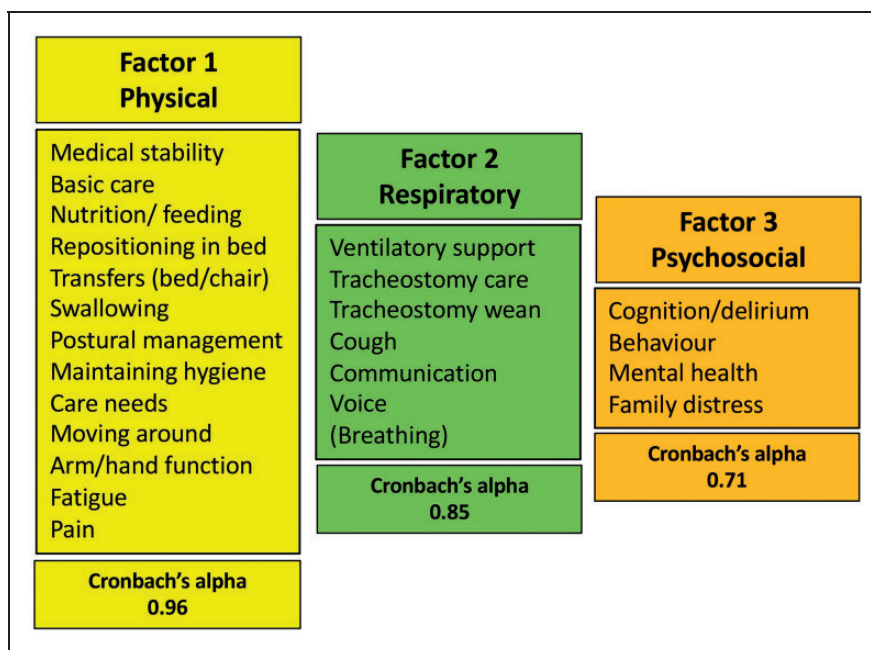 Factor 1
Physical
Medical stability
Basic care
Nutrition/ feeding
Repositioning in bed
Transfers (bed/chair)
Swallowing
Postural management
Maintaining hygiene
Care needs
Moving around
Arm/hand function
Fatigue
Pain
Cronbach's alpha
0.96
Factor 2
Respiratory
Ventilatory support
Tracheostomy care
Tracheostomy wean
Cough
Communication
Voice
(Breathing)
Cronbach's alpha
0.85
Factor 3
Psychosocial
Cognition/delirium
Behaviour
Mental health
Family distress
Cronbach's alpha
0.71